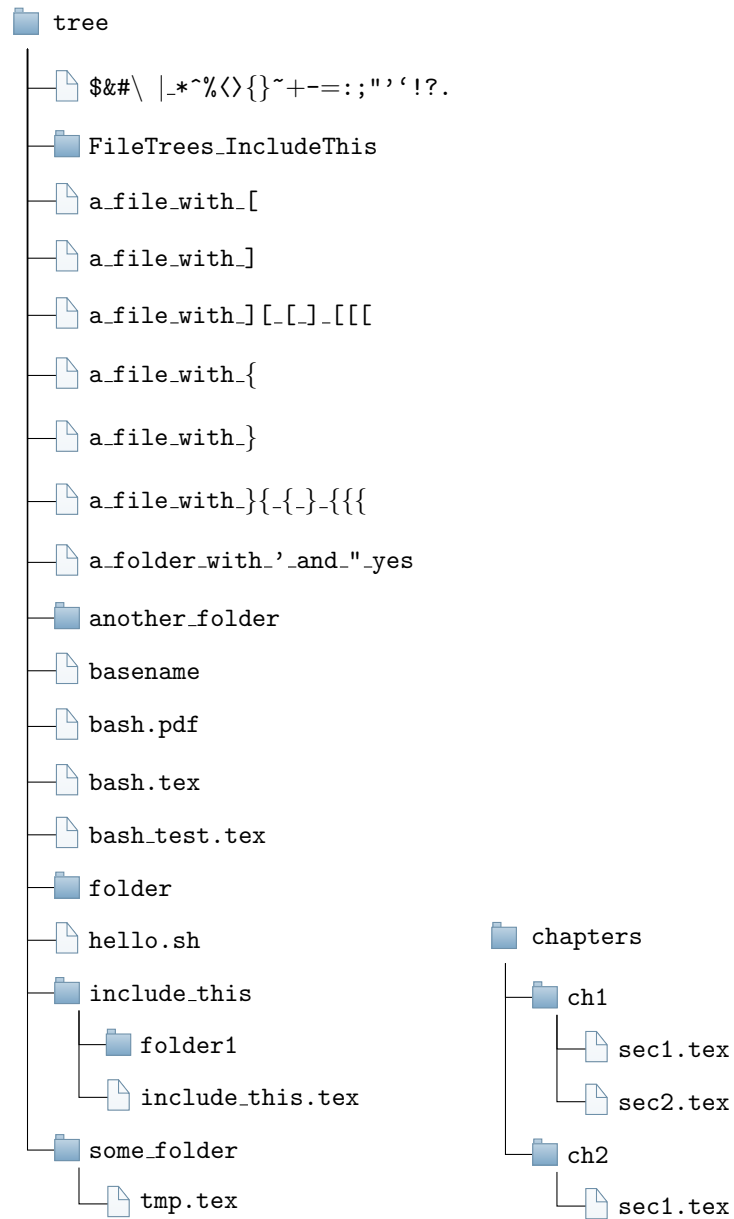 tree
$&#\ |_*^%⟨⟩{}~+-=:;"'‘!?.
FileTrees_IncludeThis
a_file_with_[
a_file_with_]
a_file_with_][_[_]_[[[
a_file_with_{
a_file_with_}
a_file_with_}{_{_}_{{{
a_folder_with_'_and_"_yes
another_folder
basename
bash.pdf
bash.tex
bash_test.tex
folder
hello.sh
include_this
folder1
include_this.tex
some_folder
tmp.tex
chapters
ch1
sec1.tex
sec2.tex
ch2
sec1.tex